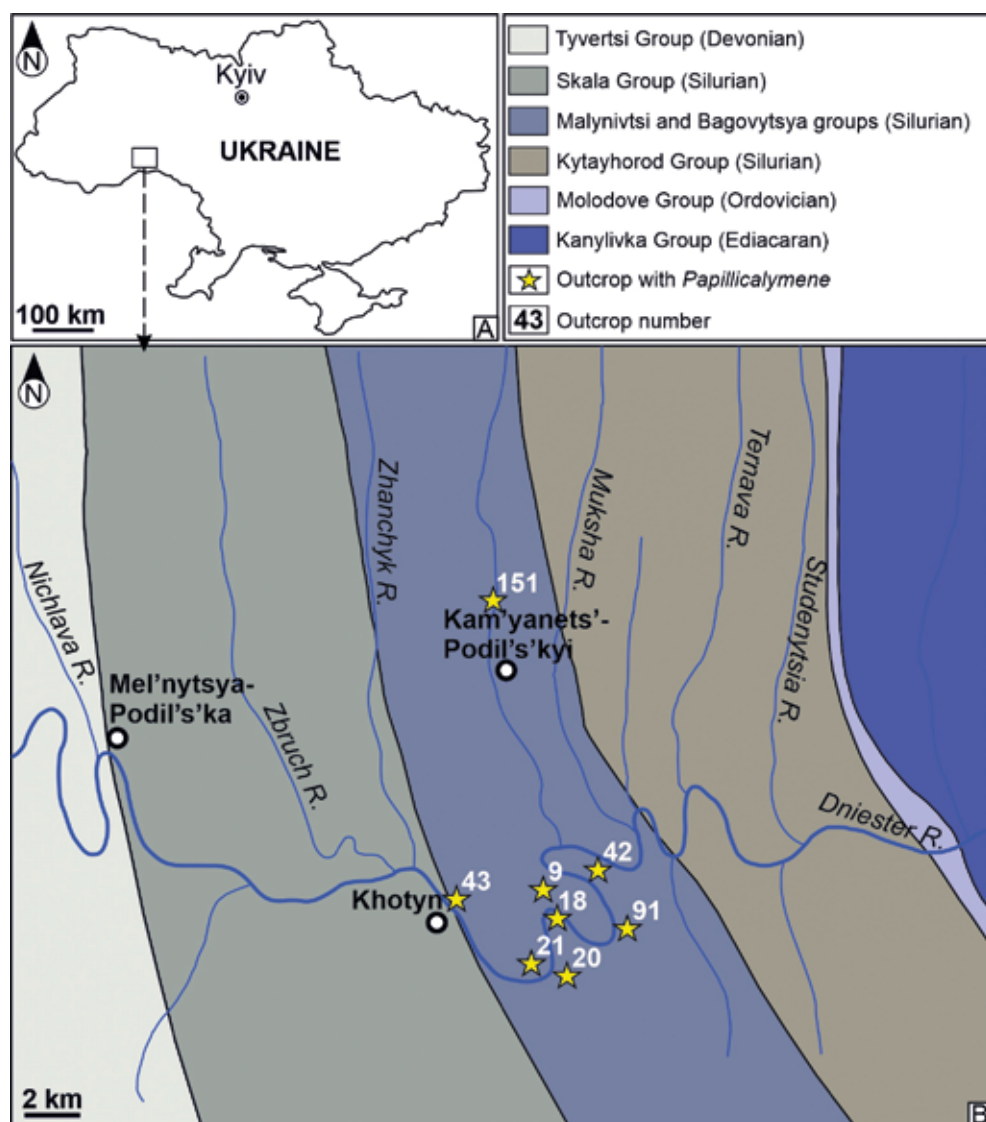 N
Kyiv
UKRAINE
100 km
A
Tyvertsi Group (Devonian)
Skala Group (Silurian)
Malynivtsi and Bagovytsya groups (Silurian)
Kytayhorod Group (Silurian)
Molodove Group (Ordovician)
Kanylivka Group (Ediacaran)
Outcrop with Papillicalymene
43 Outcrop number
N
Nichlava R.
Mel'nytsya-
Podil's'ka
Zbruch R.
Zhanchyk R.
151
Kam'yanets'-
Podil's'kyi
Muksha R.
Ternava R.
Studenytsia R.
Dniester R.
Khotyn
43
9
42
18
91
21
20
2 km
B